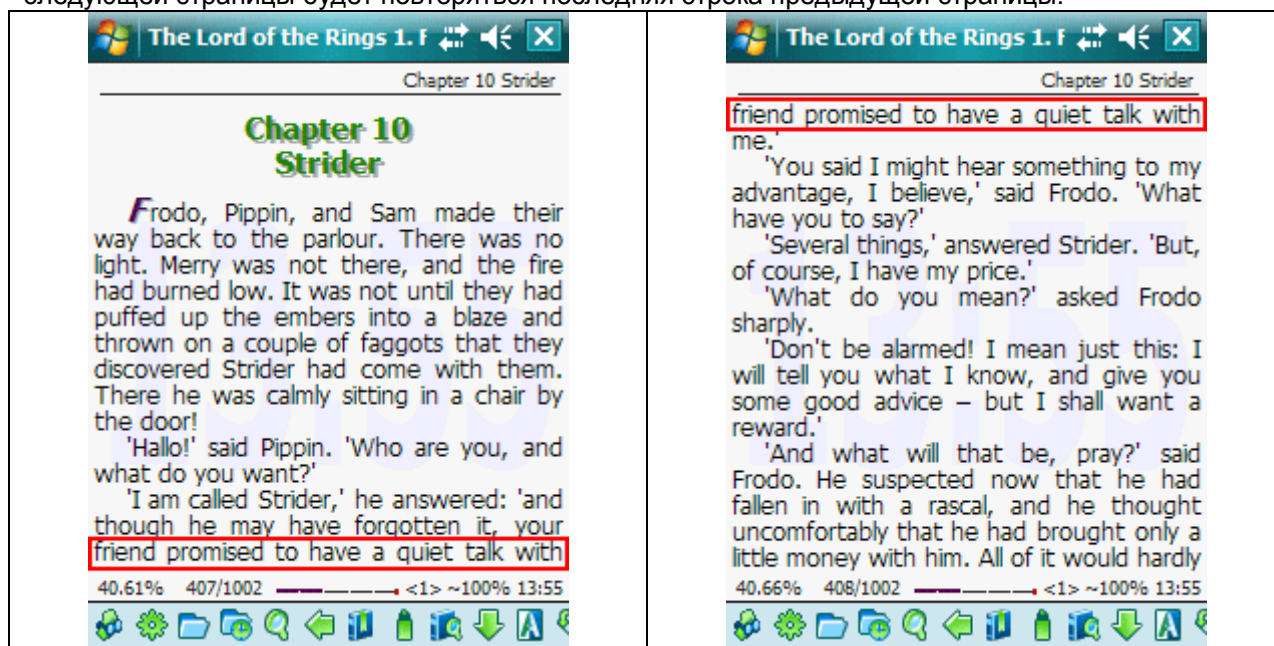 следующей страницы будет повторяться последняя строка предыдущей страницы.
The Lord of the Rings 1. F
Chapter 10 Strider
Chapter 10
Strider
Frodo, Pippin, and Sam made their
way back to the parlour. There was no
light. Merry was not there, and the fire
had burned low. It was not until they had
puffed up the embers into a blaze and
thrown on a couple of faggots that they
discovered Strider had come with them.
There he was calmly sitting in a chair by
the door!
'Hallo!' said Pippin. 'Who are you, and
what do you want?'
'I am called Strider,' he answered: 'and
though he may have forgotten it, your
friend promised to have a quiet talk with
40.61% 407/1002 <1> ~100% 13:55
The Lord of the Rings 1. F
Chapter 10 Strider
friend promised to have a quiet talk with
me.'
'You said I might hear something to my
advantage, I believe,' said Frodo. 'What
have you to say?'
'Several things,' answered Strider. 'But,
of course, I have my price.'
'What do you mean?' asked Frodo
sharply.
'Don't be alarmed! I mean just this: I
will tell you what I know, and give you
some good advice – but I shall want a
reward.'
'And what will that be, pray?' said
Frodo. He suspected now that he had
fallen in with a rascal, and he thought
uncomfortably that he had brought only a
little money with him. All of it would hardly
40.66% 408/1002 <1> ~100% 13:55